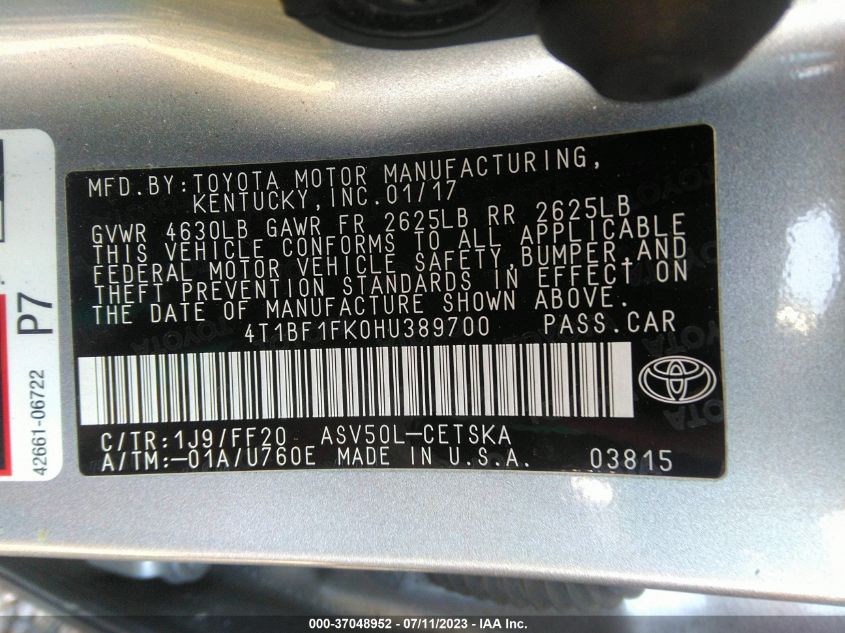 MFD.BY:TOYOTA MOTOR MANUFACTURING,
KENTUCKY,INC.01/17
GVWR 4630LB GAWR FR 2625LB RR 2625LB
THIS VEHICLE CONFORMS TO ALL APPLICABLE
FEDERAL MOTOR VEHICLE SAFETY,BUMPER,AND
THEFT PREVENTION STANDARDS IN EFFECT ON
THE DATE OF MANUFACTURE SHOWN ABOVE.
4T1BF1FK0HU389700 PASS.CAR
C/TR:1J9/FF20 ASV50L-CETSKA
A/TM:-01A/U760E MADE IN U.S.A. 03815
P7
42661-06722
000-37048952 - 07/11/2023 - IAA Inc.